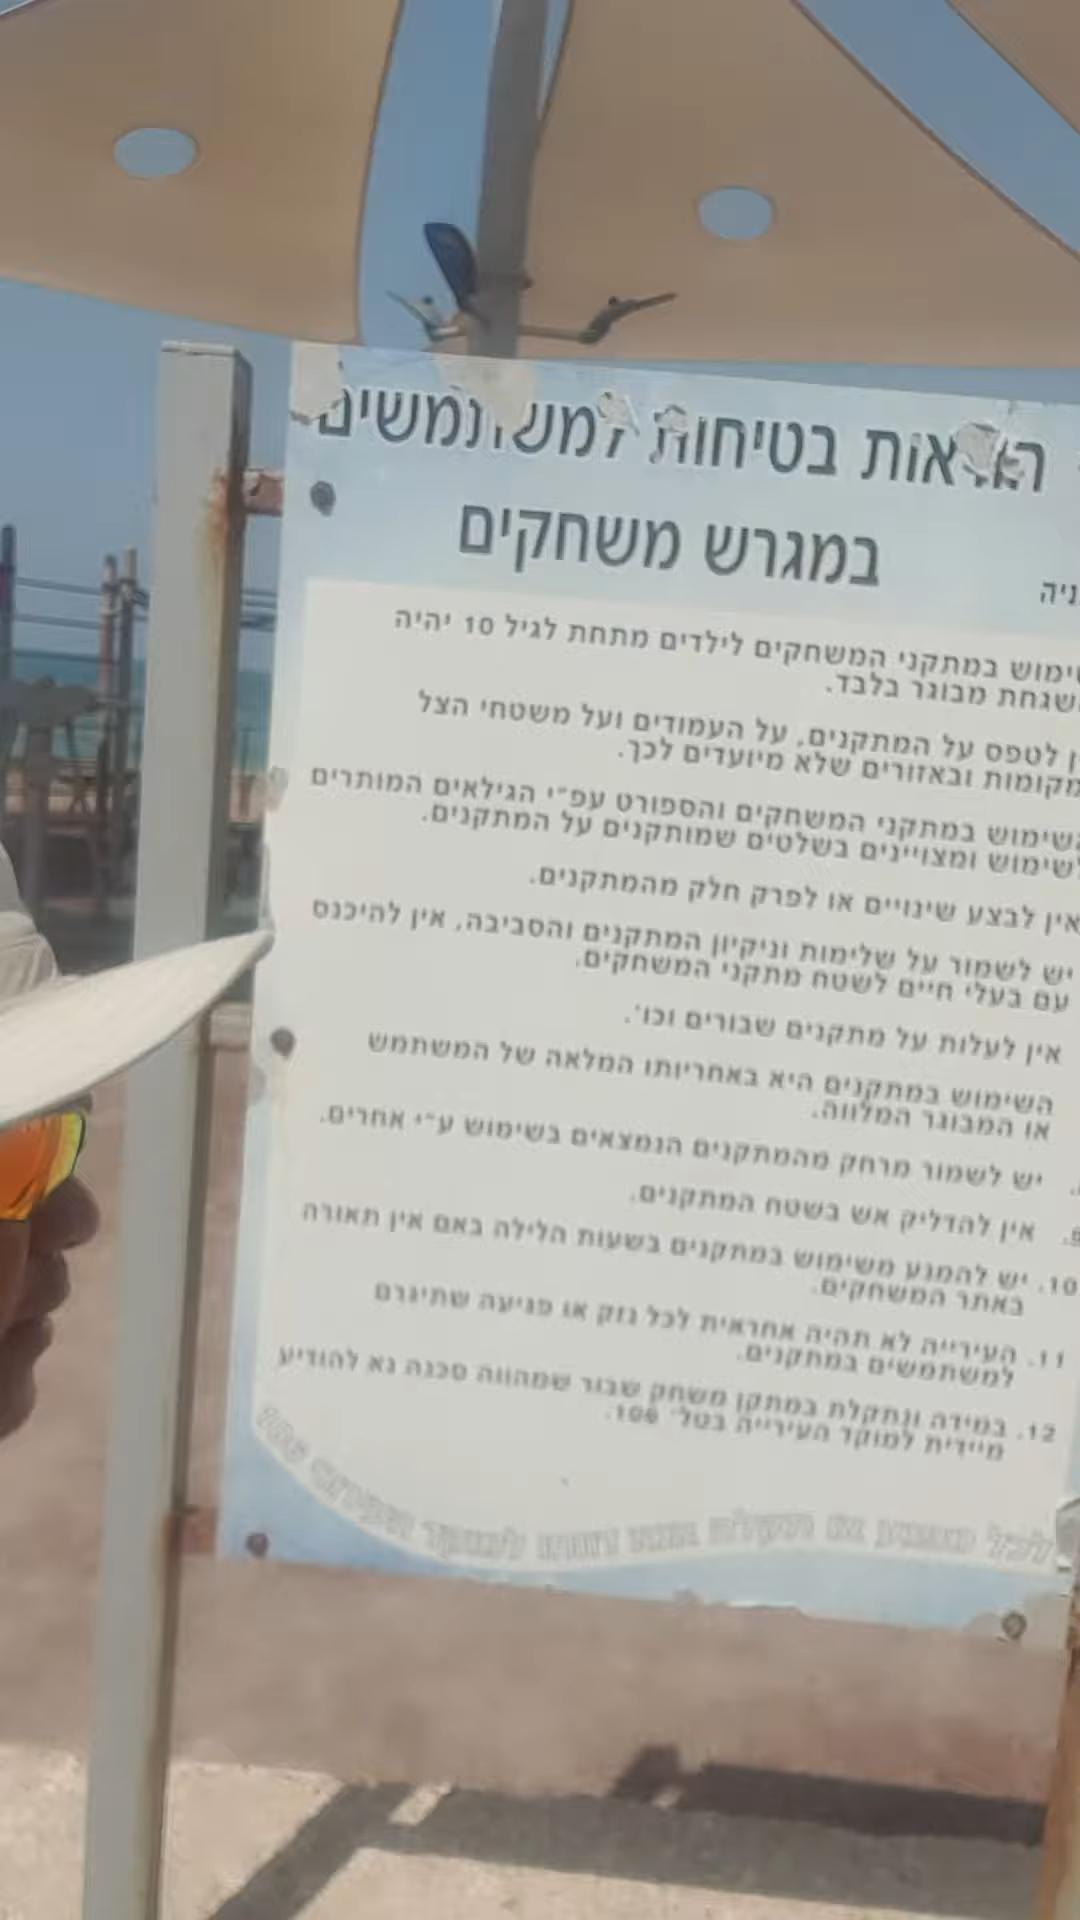 הוראות בטיחות למשתמשים
במגרש משחקים
במתקני המשחקים לילדים מתחת לגיל 10 יהיה
מבוגר בלבד.
לטפס על המתקנים, על העמודים ועל משטחי הצל
ובאזורים שלא מיועדים לכך.
השימוש במתקני המשחקים והספורט עפ"י הגילאים המותרים
לשימוש ומצויינים בשלטים שמותקנים על המתקנים.
אין לבצע שינויים או לפרק חלק מהמתקנים.
יש לשמור על שלימות וניקיון המתקנים והסביבה, אין להיכנס
עם בעלי חיים לשטח מתקני המשחקים.
אין לעלות על מתקנים שבורים וכו'.
השימוש במתקנים היא באחריותו המלאה של המשתמש
או המבוגר המלווה.
יש לשמור מרחק מהמתקנים הנמצאים בשימוש ע"י אחרים.
אין להדליק אש בשטח המתקנים.
10. יש להמנע משימוש במתקנים בשעות הלילה באם אין תאורה
באתר המשחקים.
11. העירייה לא תהיה אחראית לכל נזק או פגיעה שתיגרם
למשתמשים במתקנים.
12. במידה ונתקלת במתקן משחק שבור שמהווה סכנה נא להודיע
מיידית למוקד העירייה בטל' 106.